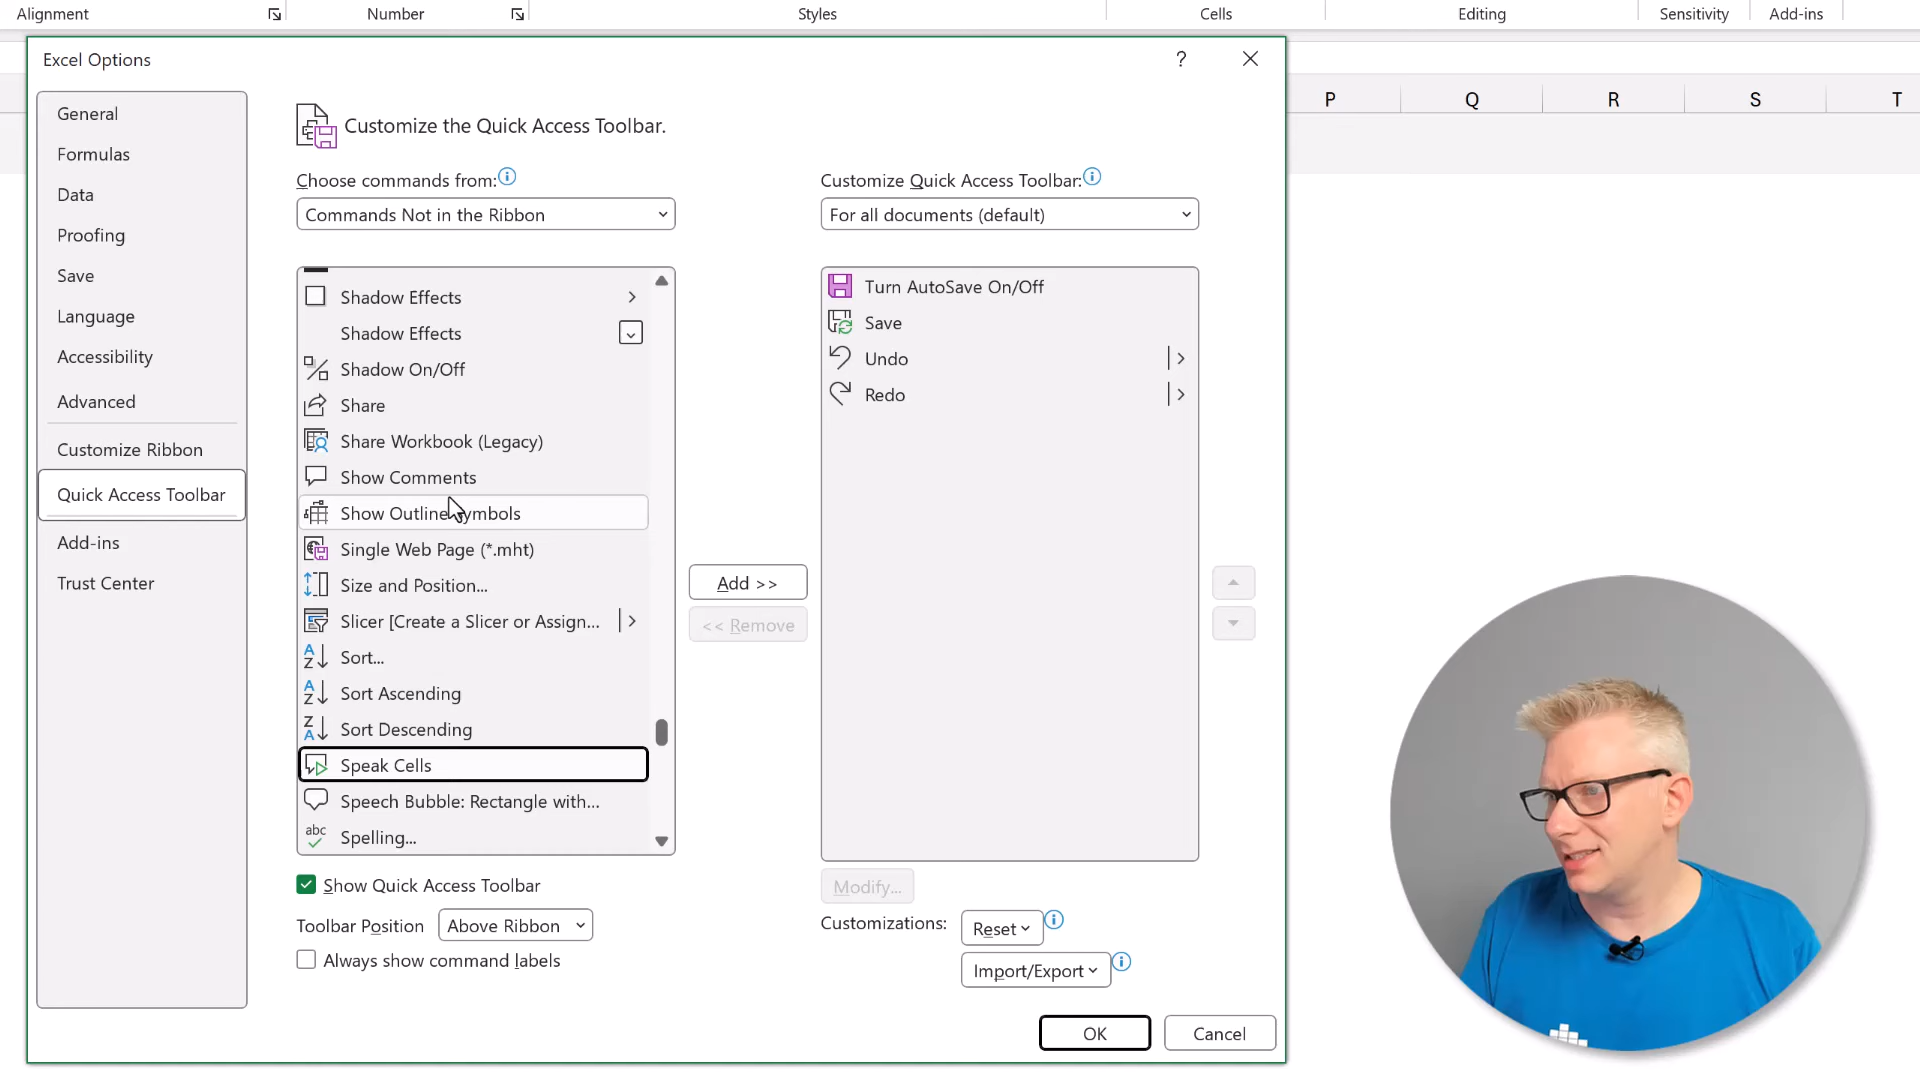 Alignment Number Styles Cells Editing Sensitivity Add-ins
Excel Options ?
P Q R S T
General
Formulas
Data
Proofing
Save
Language
Accessibility
Advanced
Customize Ribbon
Quick Access Toolbar
Add-ins
Trust Center
Customize the Quick Access Toolbar.
Choose commands from:
Commands Not in the Ribbon
Shadow Effects
Shadow Effects
Shadow On/Off
Share
Share Workbook (Legacy)
Show Comments
Show Outline Symbols
Single Web Page (*.mht)
Size and Position...
Slicer [Create a Slicer or Assign...
Sort...
Sort Ascending
Sort Descending
Speak Cells
Speech Bubble: Rectangle with...
abc Spelling...
Show Quick Access Toolbar
Toolbar Position Above Ribbon
Always show command labels
Add >>
<< Remove
Customize Quick Access Toolbar:
For all documents (default)
Turn AutoSave On/Off
Save
Undo
Redo
Modify...
Customizations: Reset
Import/Export
OK Cancel